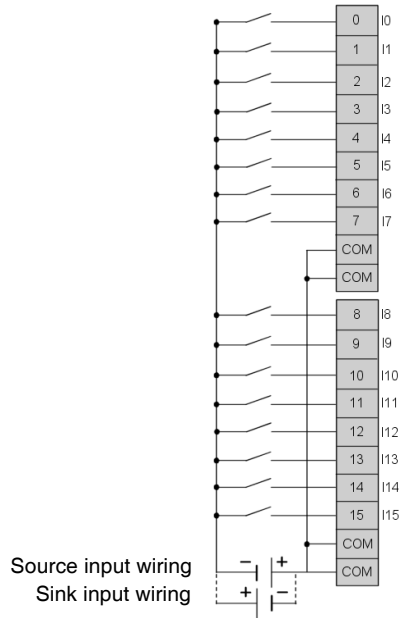 0 I0
1 I1
2 I2
3 I3
4 I4
5 I5
6 I6
7 I7
COM
COM
8 I8
9 I9
10 I10
11 I11
12 I12
13 I13
14 I14
15 I15
COM
Source input wiring − + COM
Sink input wiring + −